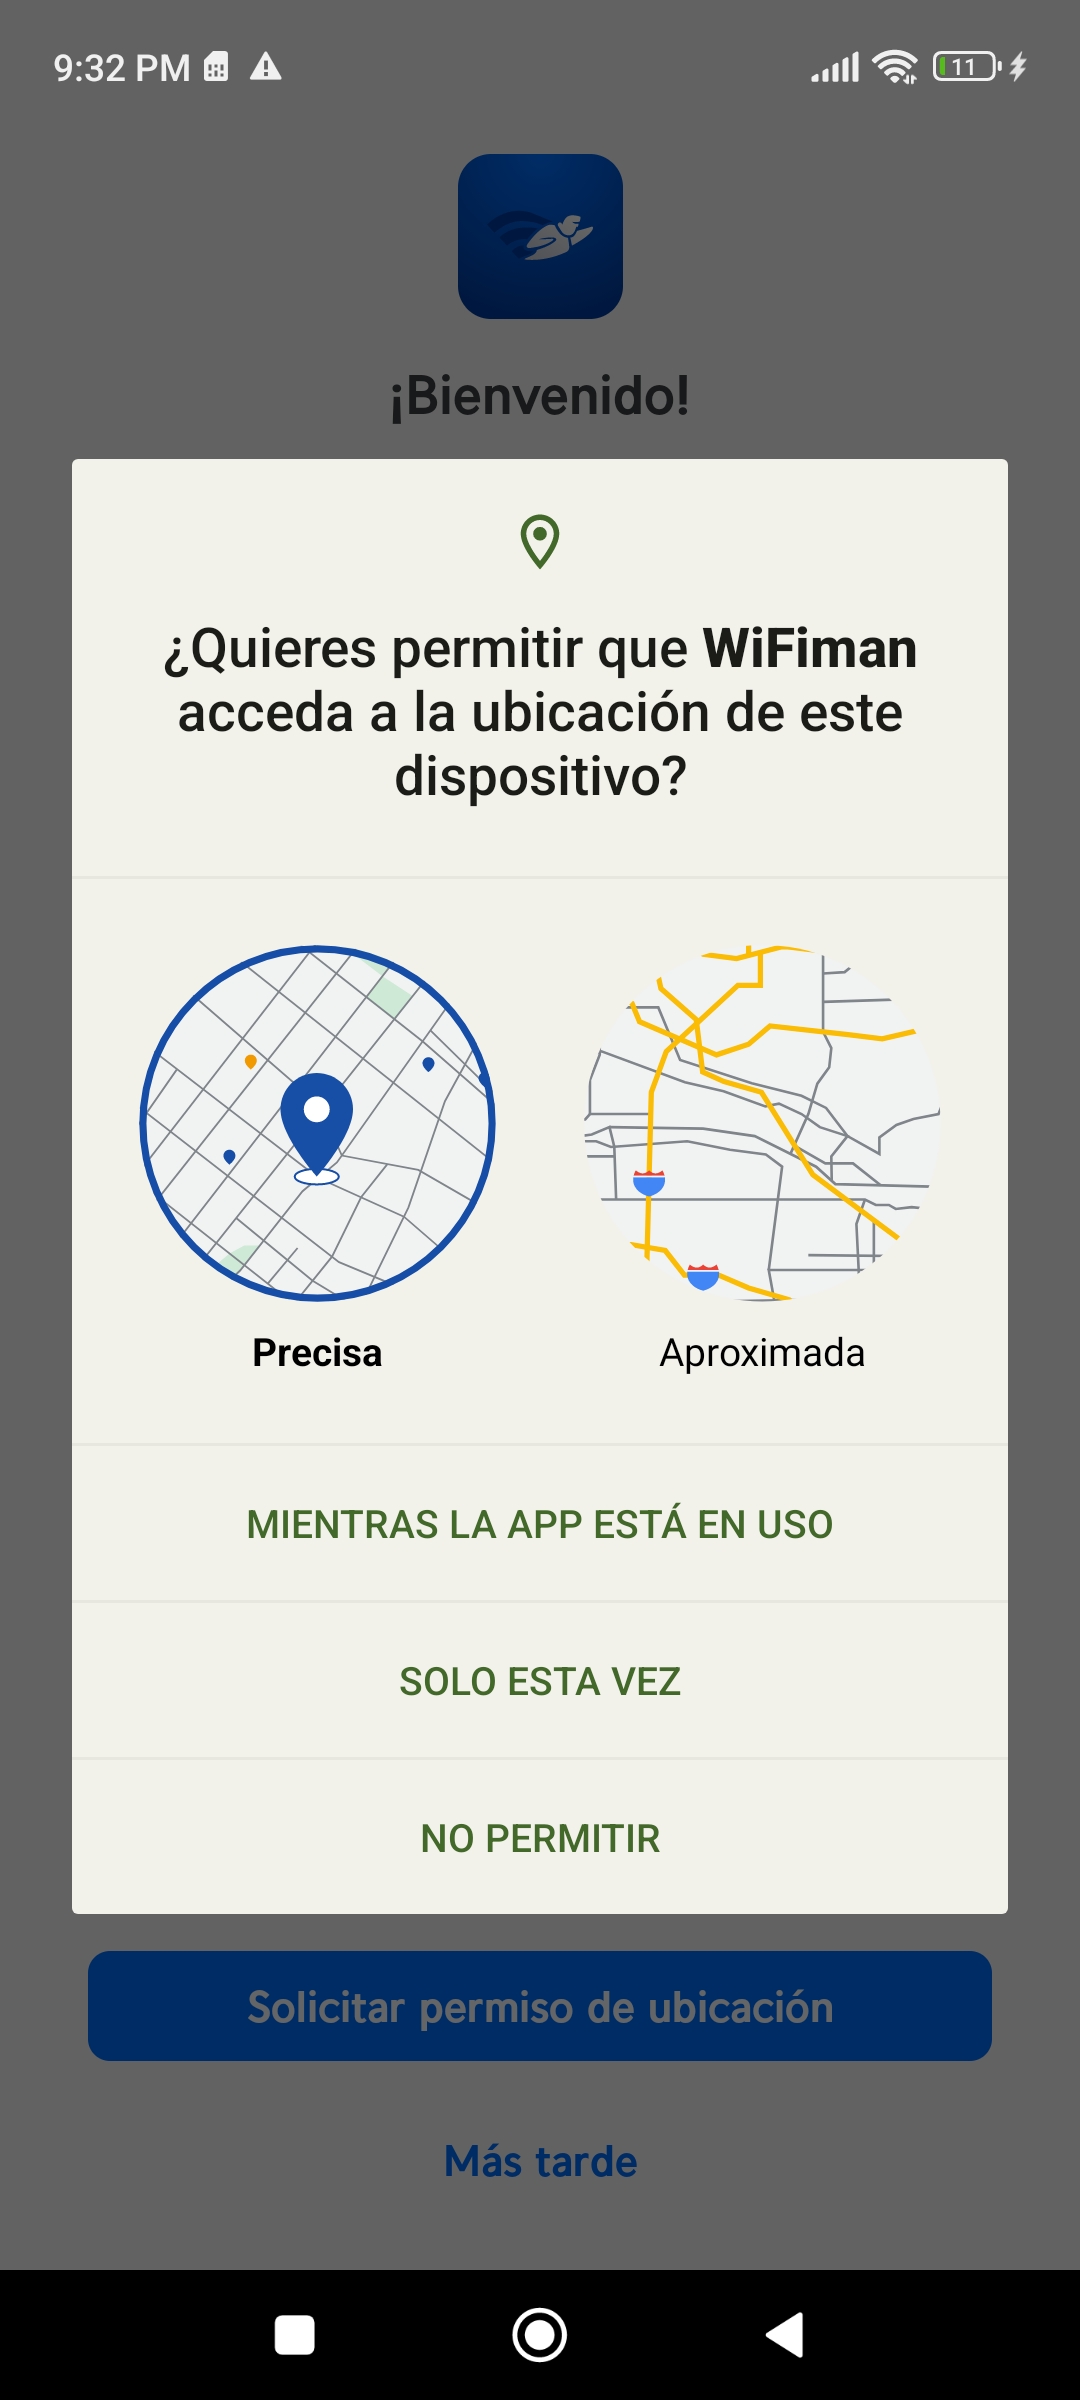 9:32 PM
11
¡Bienvenido!
¿Quieres permitir que WiFiman
acceda a la ubicación de este
dispositivo?
Precisa
Aproximada
MIENTRAS LA APP ESTÁ EN USO
SOLO ESTA VEZ
NO PERMITIR
Solicitar permiso de ubicación
Más tarde